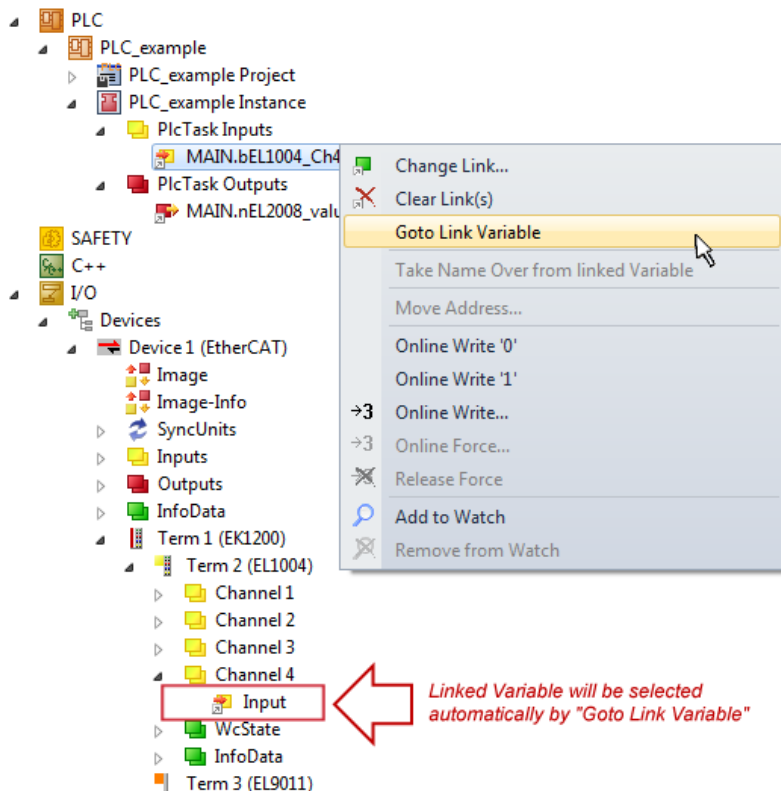 PLC
PLC_example
PLC_example Project
PLC_example Instance
PlcTask Inputs
MAIN.bEL1004_Ch4
PlcTask Outputs
MAIN.nEL2008_valu
SAFETY
C++
I/O
Devices
Device 1 (EtherCAT)
Image
Image-Info
SyncUnits
Inputs
Outputs
InfoData
Term 1 (EK1200)
Term 2 (EL1004)
Channel 1
Channel 2
Channel 3
Channel 4
Input
WcState
InfoData
Term 3 (EL9011)
Change Link...
Clear Link(s)
Goto Link Variable
Take Name Over from linked Variable
Move Address...
Online Write '0'
Online Write '1'
→3 Online Write...
→3 Online Force...
Release Force
Add to Watch
Remove from Watch
Linked Variable will be selected
automatically by "Goto Link Variable"